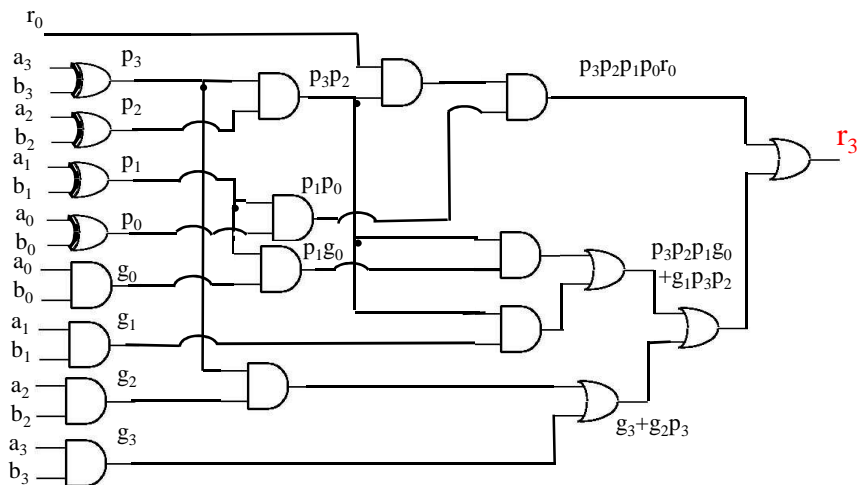 r₀
a₃ p₃
b₃
a₂ p₂
b₂
a₁ p₁
b₁
a₀ p₀
b₀
a₀ g₀
b₀
a₁ g₁
b₁
a₂ g₂
b₂
a₃ g₃
b₃
p₃p₂
p₁p₀
p₁g₀
p₃p₂p₁p₀r₀
p₃p₂p₁g₀
+g₁p₃p₂
g₃+g₂p₃
r₃